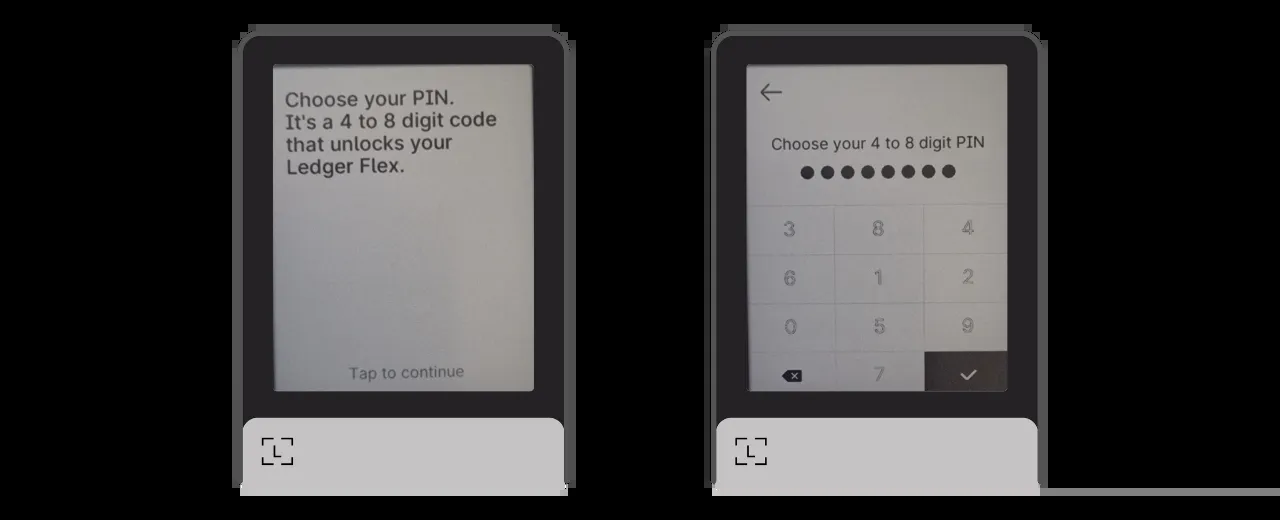 Choose your PIN.
It's a 4 to 8 digit code
that unlocks your
Ledger Flex.
Tap to continue
L
Choose your 4 to 8 digit PIN
3 8 4
6 1 2
0 5 9
7
L